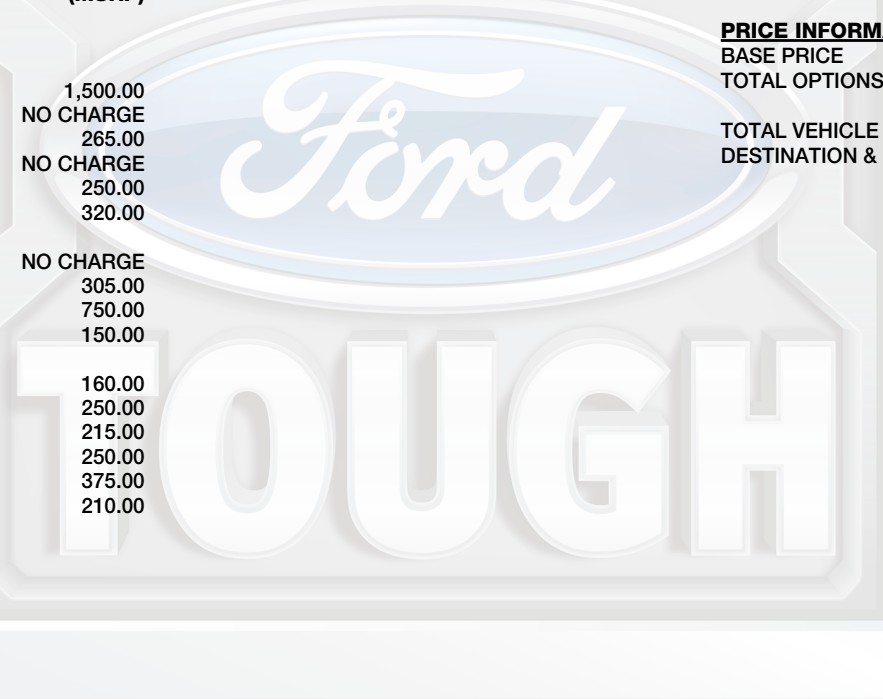 1,500.00
NO CHARGE
265.00
NO CHARGE
250.00
320.00
NO CHARGE
305.00
750.00
150.00
160.00
250.00
215.00
250.00
375.00
210.00
PRICE
BASE PRICE
TOTAL OPTIONS
TOTAL VEHICLE
DESTINATION &
Ford
TOUGH